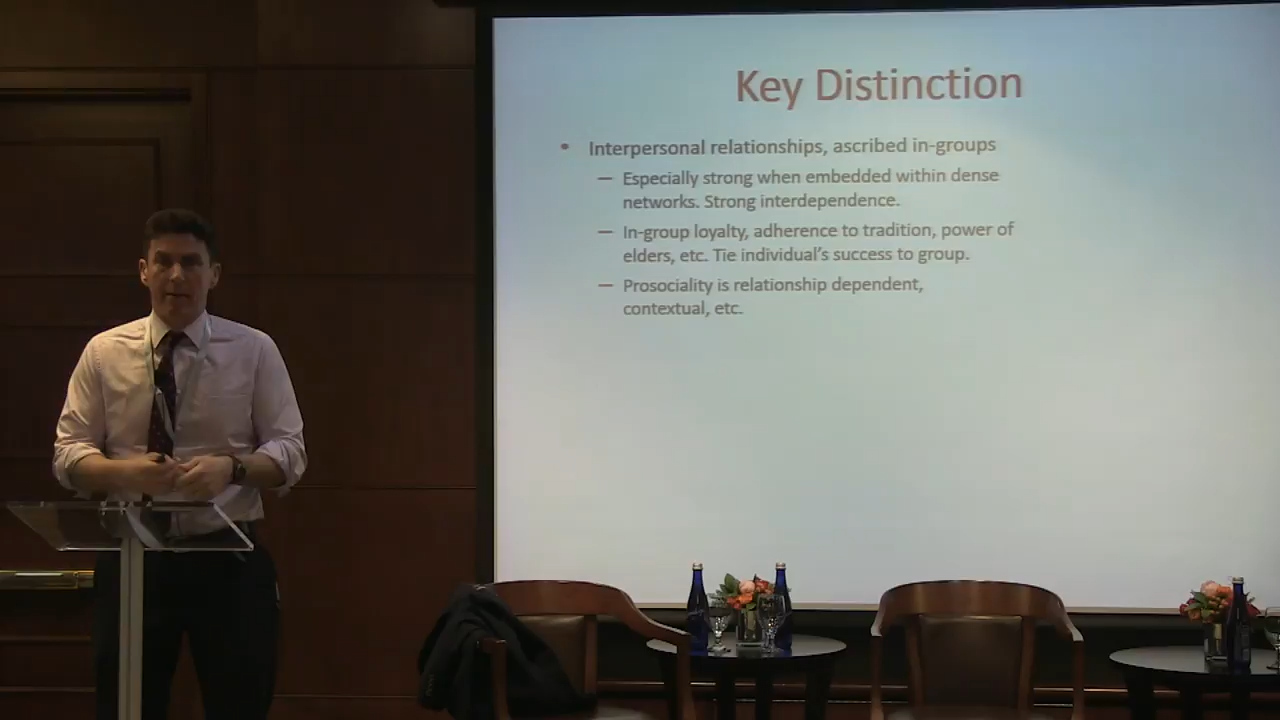 Key Distinction
• Interpersonal relationships, ascribed in-groups
– Especially strong when embedded within dense
networks. Strong interdependence.
– In-group loyalty, adherence to tradition, power of
elders, etc. Tie individual’s success to group.
– Prosociality is relationship dependent,
contextual, etc.